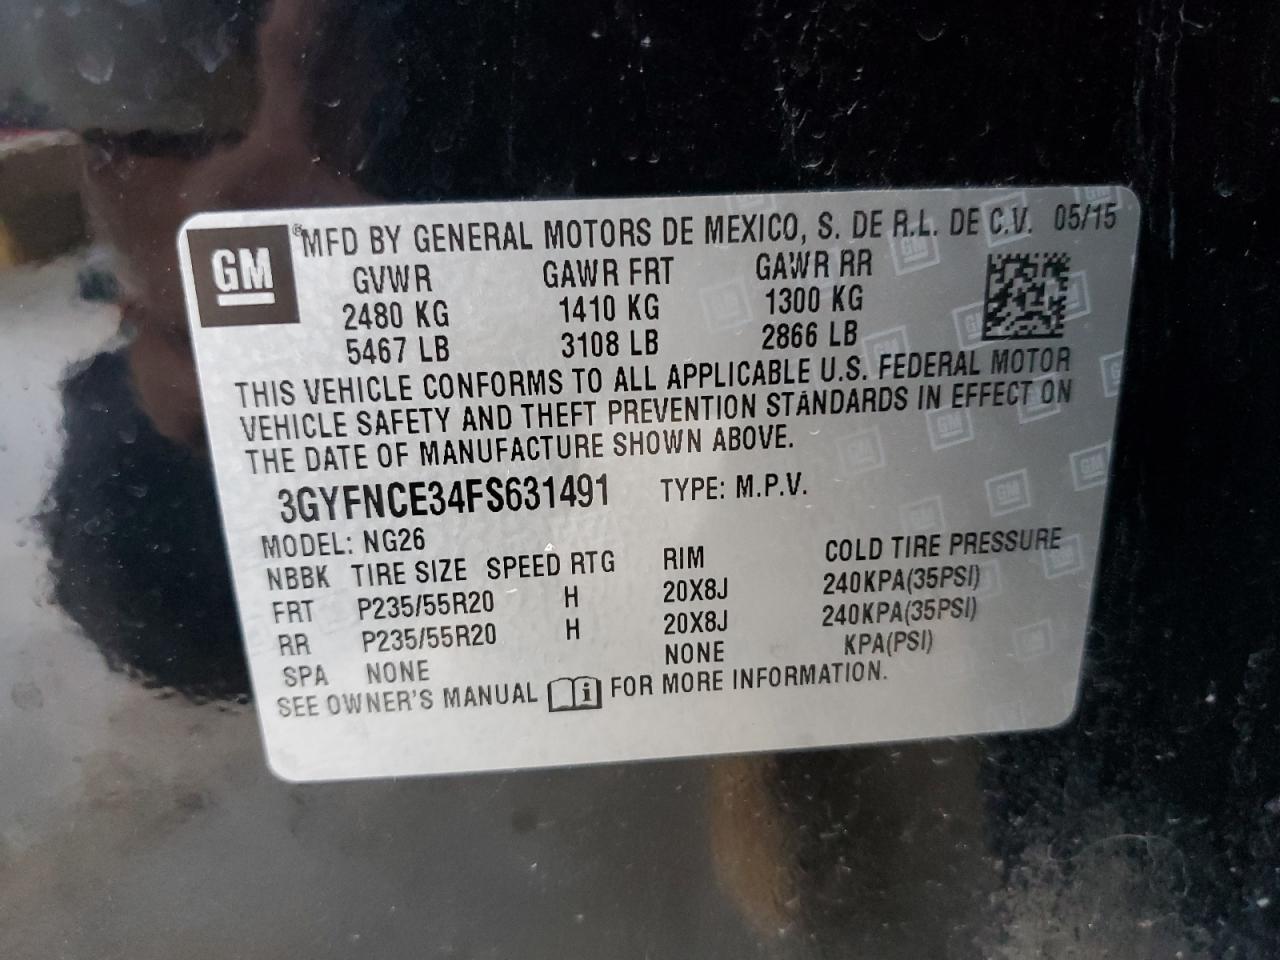 GM ® MFD BY GENERAL MOTORS DE MEXICO, S. DE R.L. DE C.V. 05/15
GVWR GAWR FRT GAWR RR
2480 KG 1410 KG 1300 KG
5467 LB 3108 LB 2866 LB
THIS VEHICLE CONFORMS TO ALL APPLICABLE U.S. FEDERAL MOTOR
VEHICLE SAFETY AND THEFT PREVENTION STANDARDS IN EFFECT ON
THE DATE OF MANUFACTURE SHOWN ABOVE.
3GYFNCE34FS631491 TYPE: M.P.V.
MODEL: NG26
NBBK TIRE SIZE SPEED RTG RIM COLD TIRE PRESSURE
FRT P235/55R20 H 20X8J 240KPA(35PSI)
RR P235/55R20 H 20X8J 240KPA(35PSI)
SPA NONE NONE KPA(PSI)
SEE OWNER'S MANUAL i FOR MORE INFORMATION.